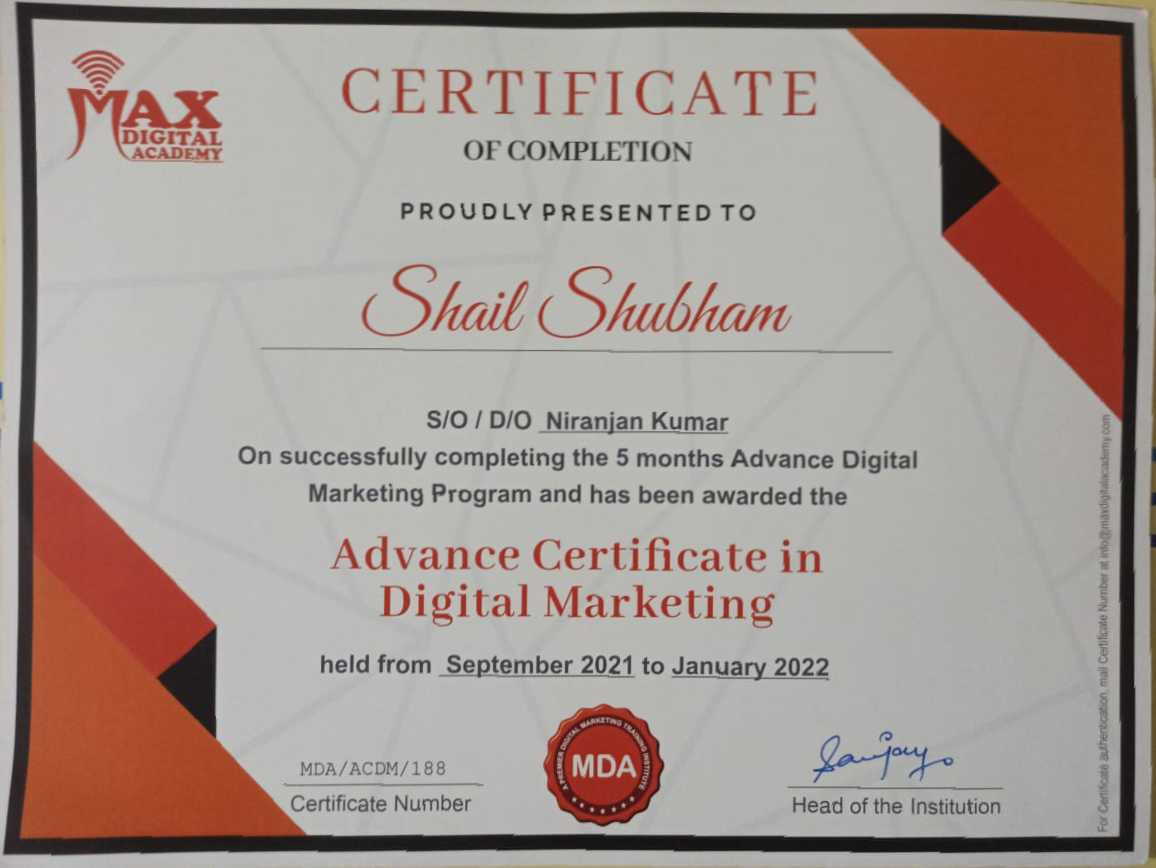 MAX
DIGITAL
ACADEMY
CERTIFICATE
OF COMPLETION
PROUDLY PRESENTED TO
Shail Shubham
S/O / D/O Niranjan Kumar
On successfully completing the 5 months Advance Digital
Marketing Program and has been awarded the
Advance Certificate in
Digital Marketing
held from September 2021 to January 2022
MDA/ACDM/188
Certificate Number
A PREMIER DIGITAL MARKETING TRAINING INSTITUTE
MDA
Sanjay
Head of the Institution
For Certificate authentication, mail Certificate Number at info@maxdigitalacademy.com